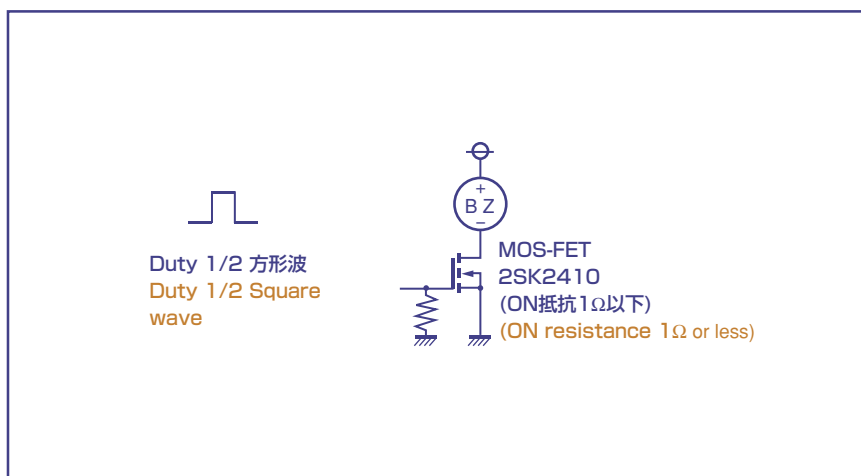 +
B Z
−
Duty 1/2 方形波
Duty 1/2 Square
wave
MOS-FET
2SK2410
(ON抵抗1Ω以下)
(ON resistance 1Ω or less)